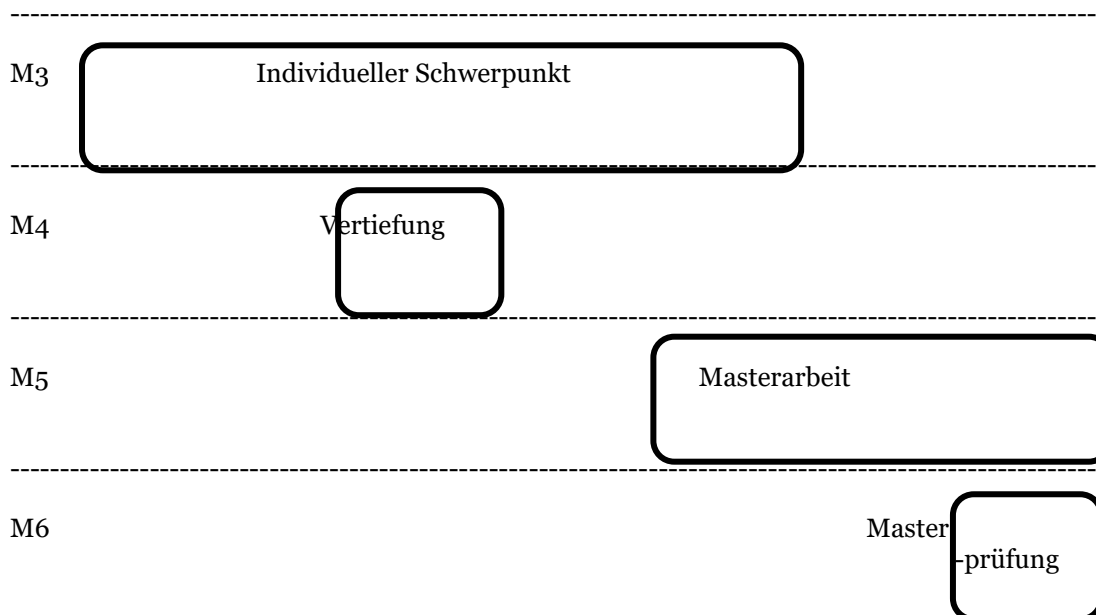 M3 Individueller Schwerpunkt
M4 Vertiefung
M5 Masterarbeit
M6 Master
-prüfung